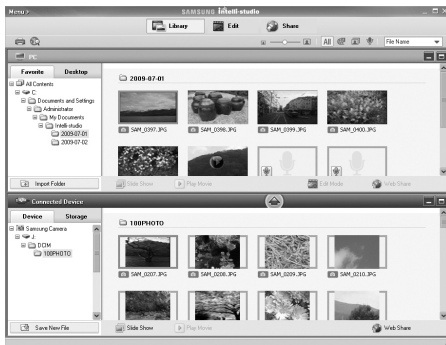 Menu >
SAMSUNG Intelli-studio
Library
Edit
Share
All
File Name
PC
Favorite
Desktop
2009-07-01
All Contents
C:
Documents and Settings
Administrator
My Documents
Intelli-studio
2009-07-01
2009-07-02
SAM_0397.JPG
SAM_0398.JPG
SAM_0399.JPG
SAM_0400.JPG
Import Folder
Slide Show
Play Movie
Edit Mode
Web Share
Connected Device
Device
Storage
100PHOTO
Samsung Camera
J:
DCIM
100PHOTO
SAM_0207.JPG
SAM_0208.JPG
SAM_0209.JPG
SAM_0210.JPG
Save New File
Slide Show
Play Movie
Web Share